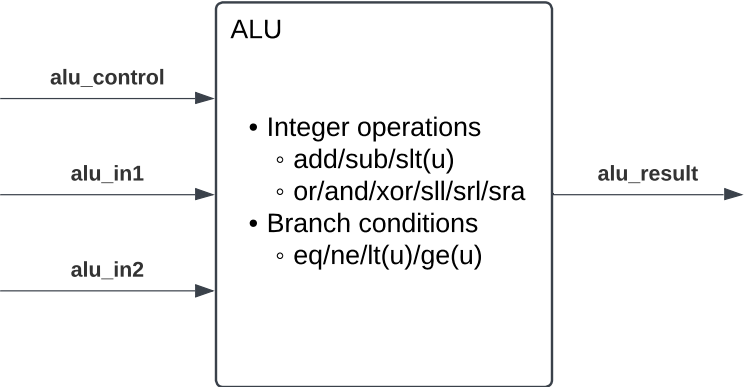 ALU
alu_control
alu_in1
alu_in2
• Integer operations
◦ add/sub/slt(u)
◦ or/and/xor/sll/srl/sra
• Branch conditions
◦ eq/ne/lt(u)/ge(u)
alu_result